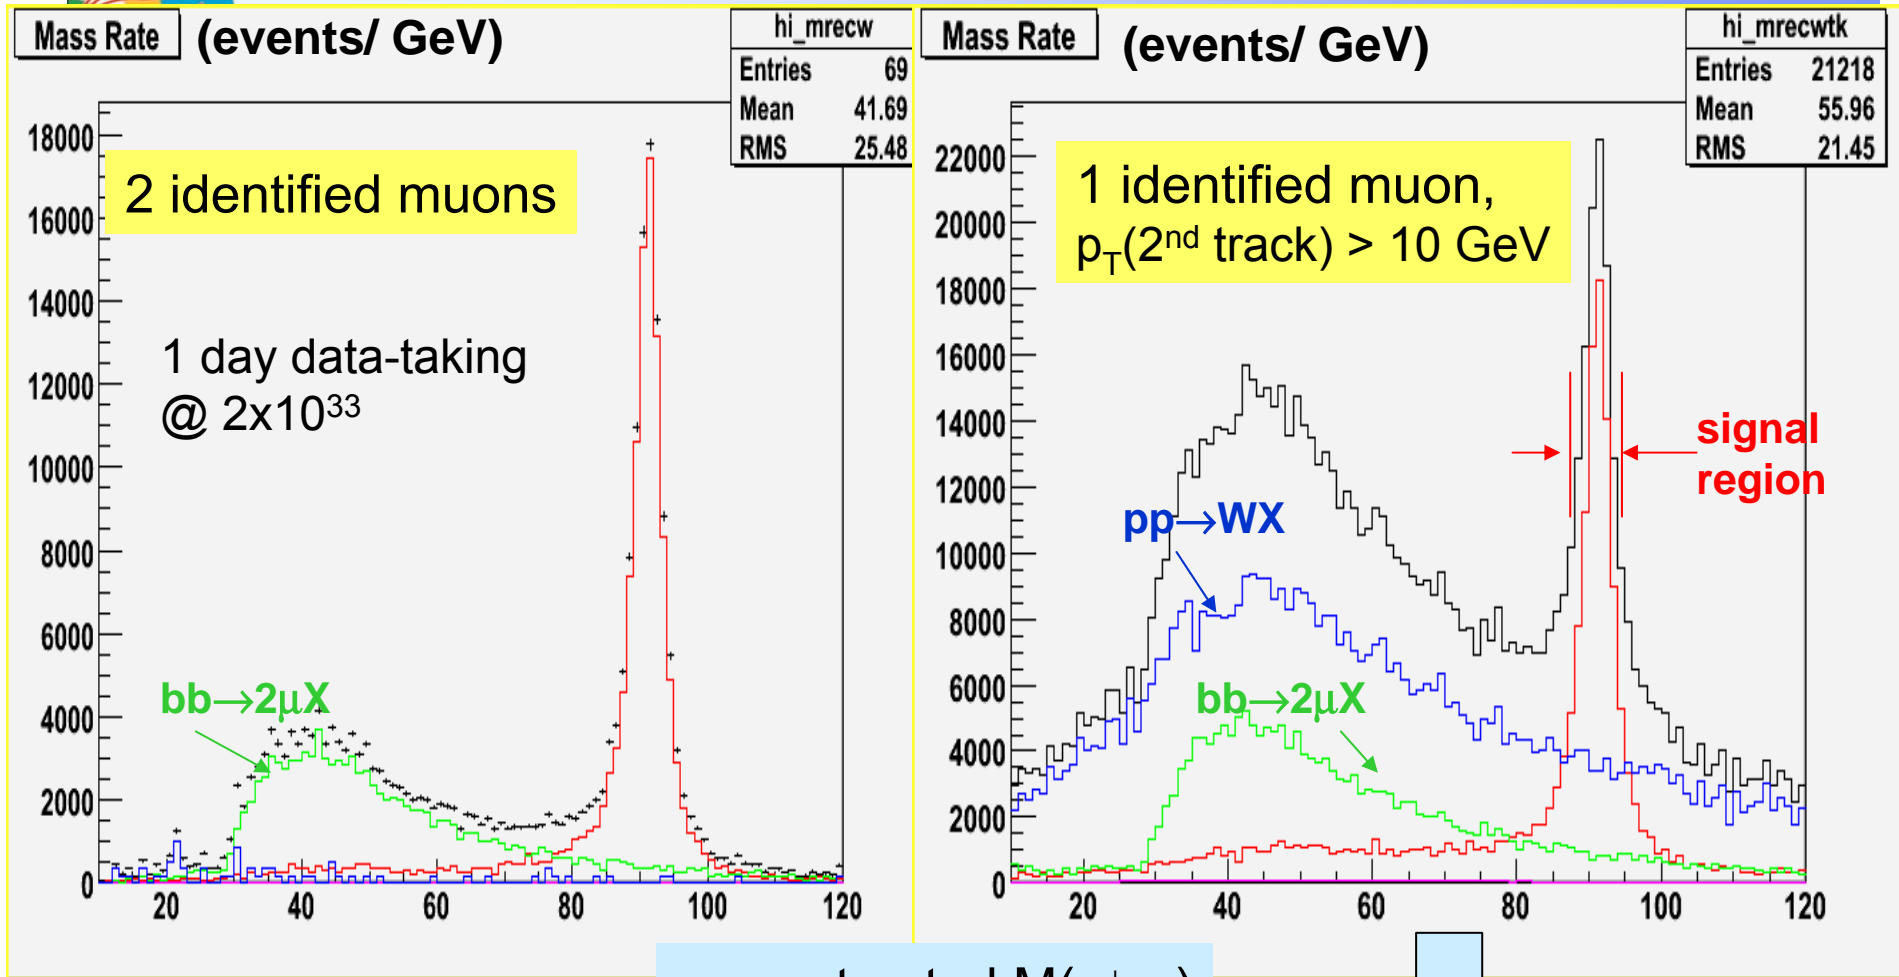 Mass Rate (events/ GeV)
hi_mrecw
Entries 69
Mean 41.69
RMS 25.48
18000
16000
14000
12000
10000
8000
6000
4000
2000
0
2 identified muons
1 day data-taking
@ 2x10³³
bb→2μX
20 40 60 80 100 120
Mass Rate (events/ GeV)
hi_mrecwtk
Entries 21218
Mean 55.96
RMS 21.45
22000
20000
18000
16000
14000
12000
10000
8000
6000
4000
2000
0
1 identified muon,
pT(2nd track) > 10 GeV
signal
region
pp→WX
bb→2μX
20 40 60 80 100 120